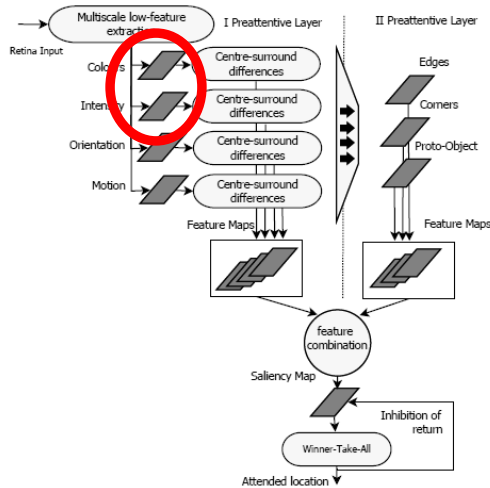 Multiscale low-feature
extraction
I Preattentive Layer
II Preattentive Layer
Retina Input
Colours
Centre-surround
differences
Intensity
Centre-surround
differences
Orientation
Centre-surround
differences
Motion
Centre-surround
differences
Edges
Corners
Proto-Object
Feature Maps
Feature Maps
feature
combination
Saliency Map
Inhibition of
return
Winner-Take-All
Attended location